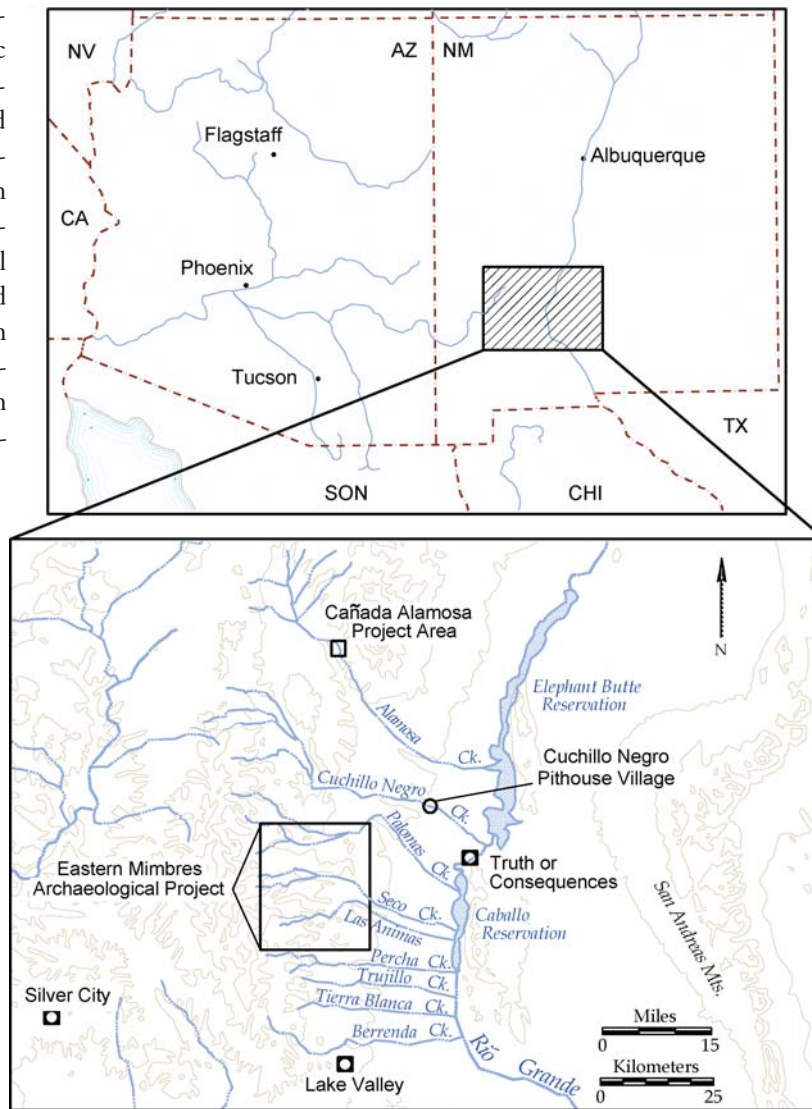 -
c
-
d
-
n
-
l
d
n
-
n
-
NV
AZ
NM
Flagstaff
Albuquerque
CA
Phoenix
Tucson
TX
SON
CHI
Cañada Alamosa
Project Area
N
Elephant Butte
Reservation
Alamosa Ck.
Cuchillo Negro
Pithouse Village
Cuchillo Negro Ck.
Palomas Ck.
Eastern Mimbres
Archaeological Project
Truth or
Consequences
Seco Ck.
Las Animas
Caballo
Reservation
San Andreas Mts.
Percha Ck.
Trujillo Ck.
Silver City
Tierra Blanca Ck.
Berrenda Ck.
Río Grande
Lake Valley
Miles
0 15
Kilometers
0 25